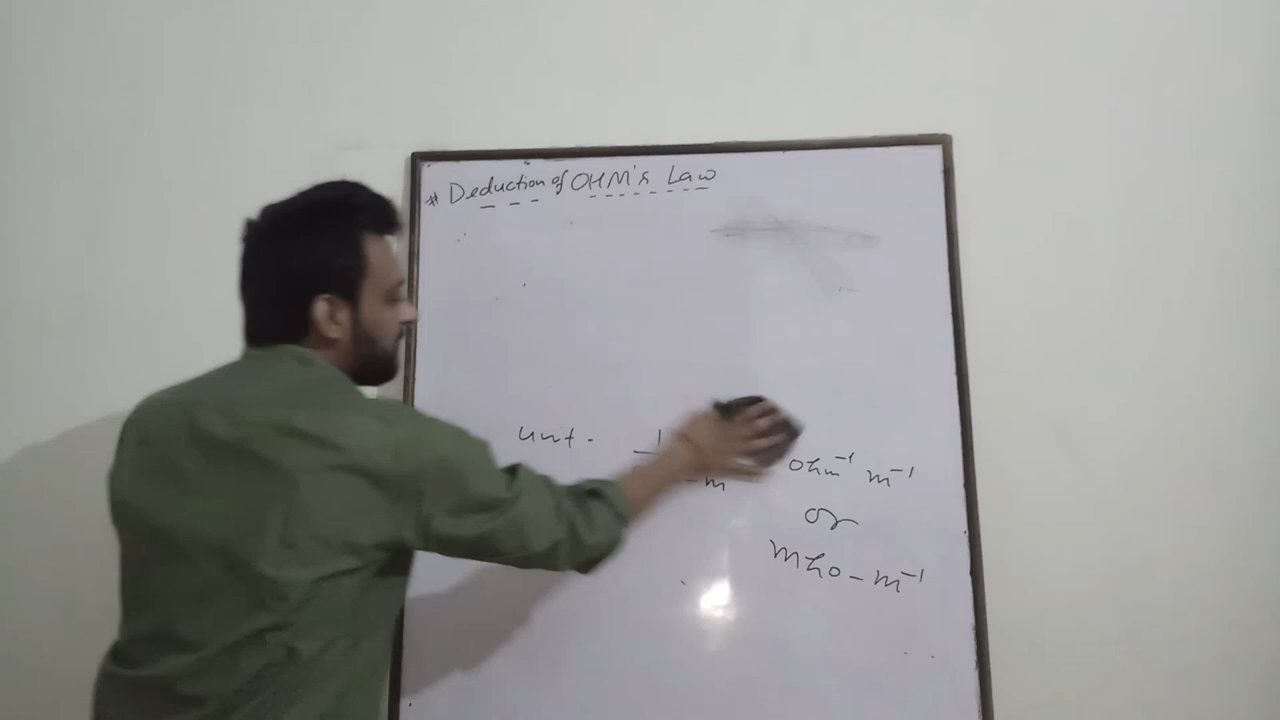 # Deduction of OHM's Law
Unit - 1
- m
ohm⁻¹ m⁻¹
or
mho - m⁻¹